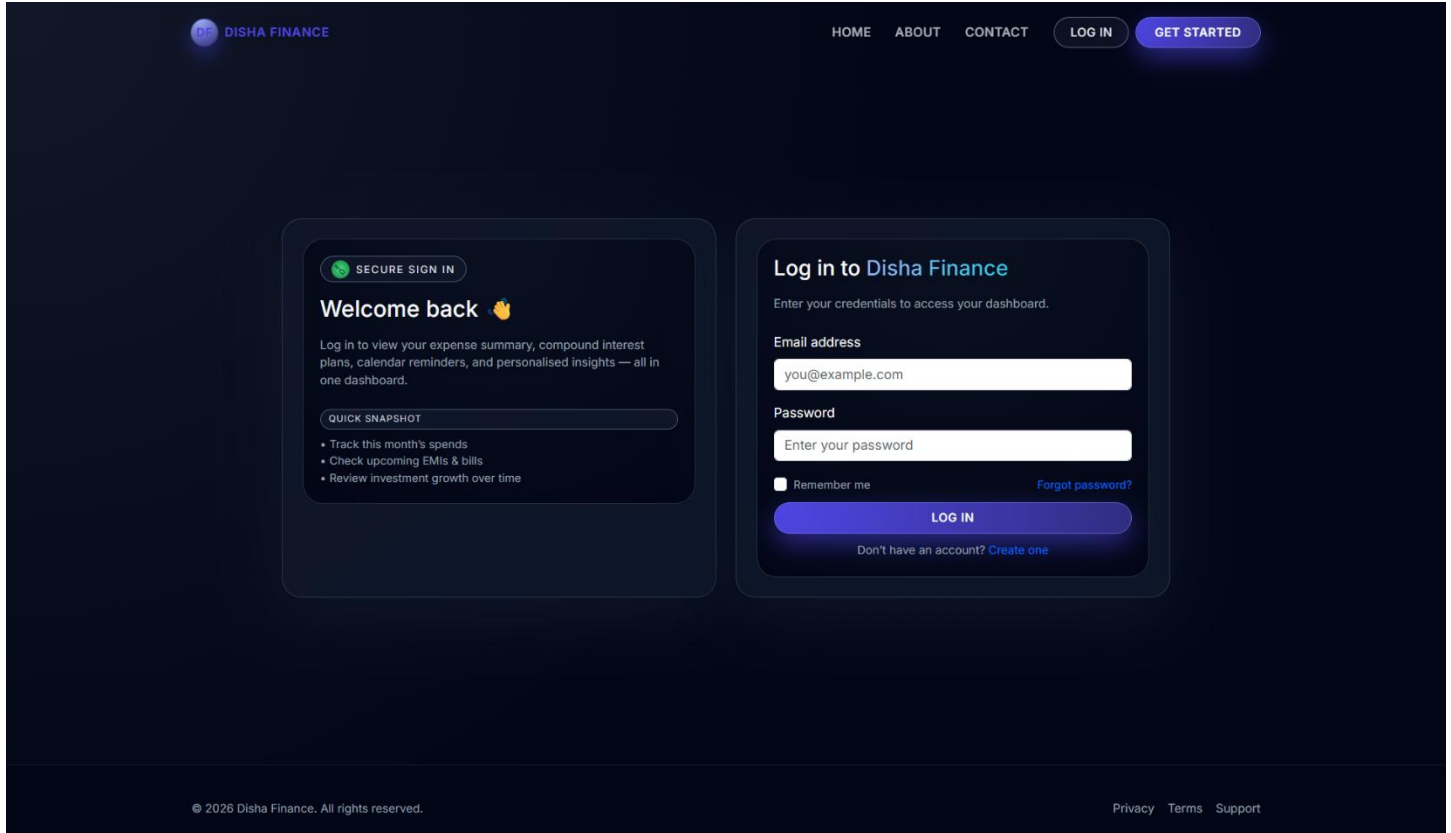 DF DISHA FINANCE
HOME ABOUT CONTACT LOG IN GET STARTED
SECURE SIGN IN
Welcome back 👋
Log in to view your expense summary, compound interest
plans, calendar reminders, and personalised insights — all in
one dashboard.
QUICK SNAPSHOT
• Track this month's spends
• Check upcoming EMIs & bills
• Review investment growth over time
Log in to Disha Finance
Enter your credentials to access your dashboard.
Email address
you@example.com
Password
Enter your password
Remember me Forgot password?
LOG IN
Don't have an account? Create one
© 2026 Disha Finance. All rights reserved.
Privacy Terms Support